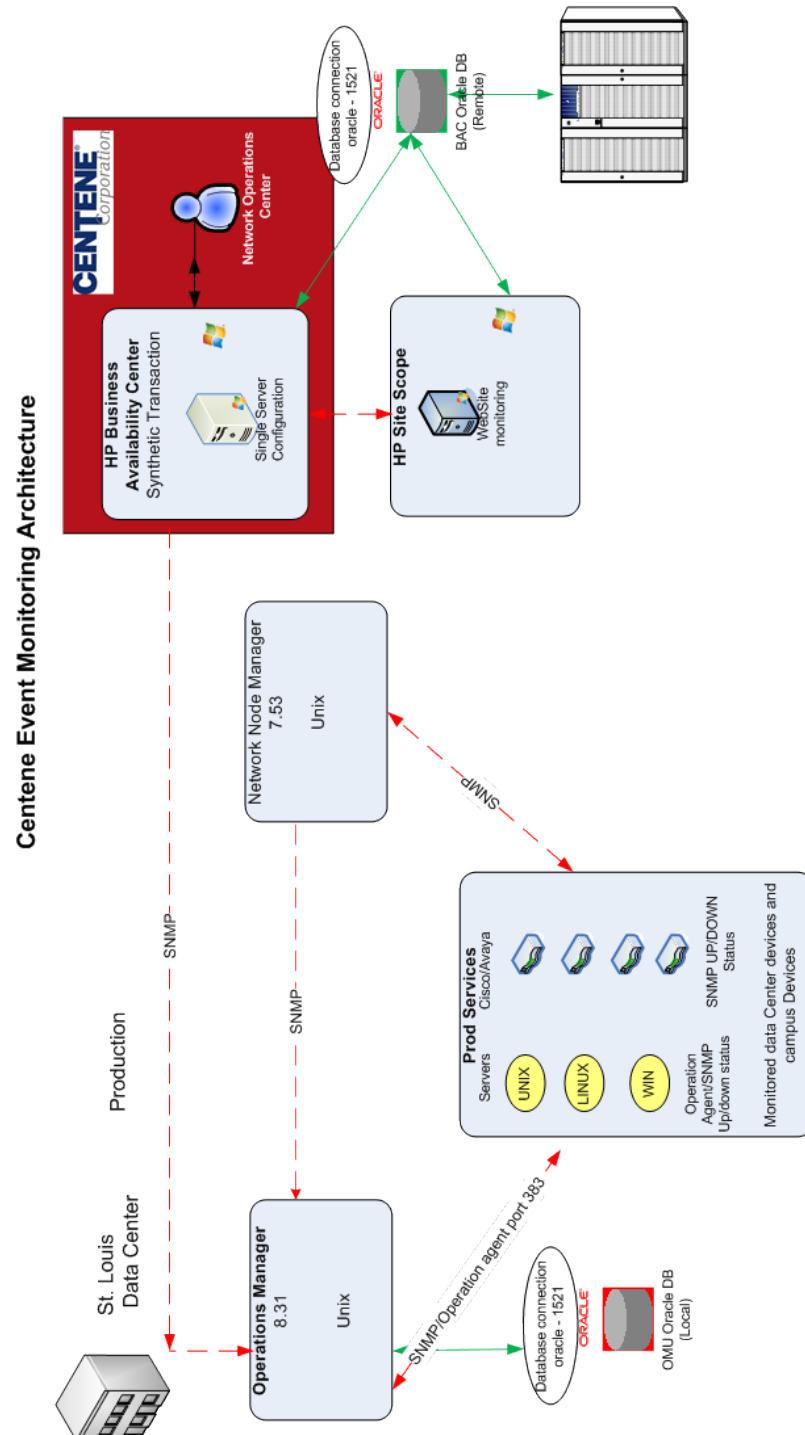 Centene Event Monitoring Architecture
St. Louis
Data Center
Production
SNMP
CENTENE®
Corporation
HP Business
Availability Center
Synthetic Transaction
Single Server
Configuration
Network Operations
Center
Database connection
oracle - 1521
ORACLE
BAC Oracle DB
(Remote)
Operations Manager
8.31
Unix
SNMP
Network Node Manager
7.53
Unix
HP Site Scope
WebSite
monitoring
SNMP/Operation agent port 383
SNMP
Database connection
oracle - 1521
ORACLE
OMU Oracle DB
(Local)
Prod Services
Servers
Cisco/Avaya
UNIX
LINUX
WIN
Operation
Agent/SNMP
Up/down status
SNMP UP/DOWN
Status
Monitored data Center devices and
campus Devices